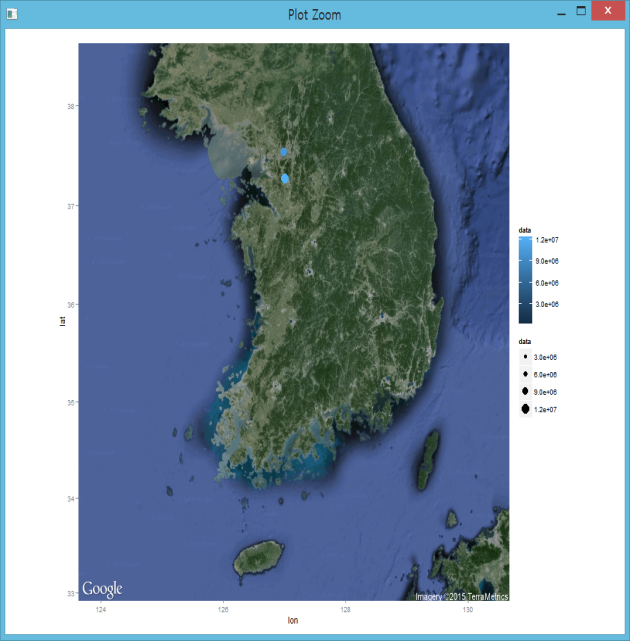 Plot Zoom
38
37
36
35
34
33
lat
124
126
128
130
lon
data
1.2e+07
9.0e+06
6.0e+06
3.0e+06
data
3.0e+06
6.0e+06
9.0e+06
1.2e+07
Google
Imagery ©2015 TerraMetrics